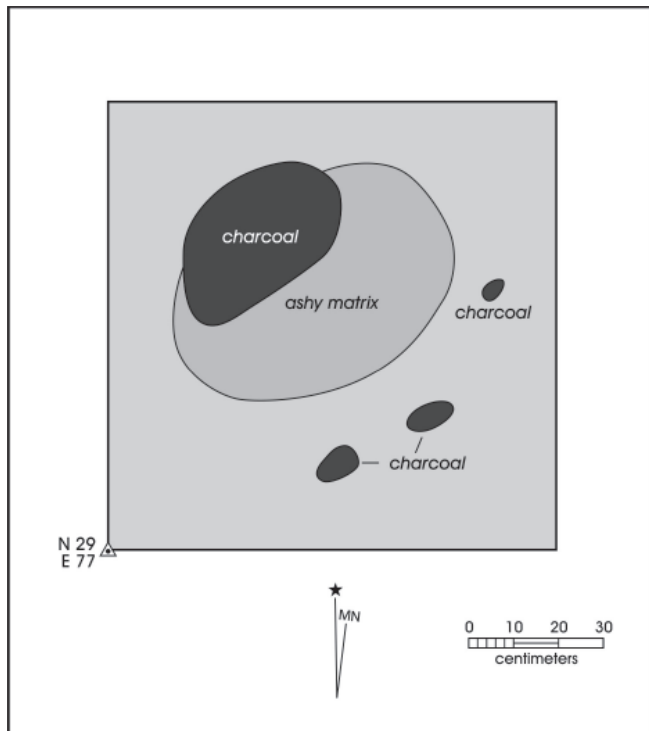 charcoal
ashy matrix
charcoal
charcoal
N 29
E 77
MN
0 10 20 30
centimeters